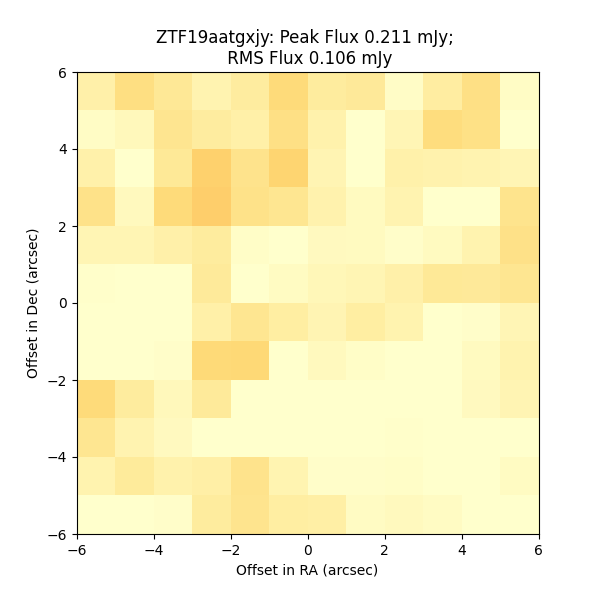 ZTF19aatgxjy: Peak Flux 0.211 mJy;
RMS Flux 0.106 mJy
6
4
2
0
−2
−4
−6
Offset in Dec (arcsec)
−6 −4 −2 0 2 4 6
Offset in RA (arcsec)